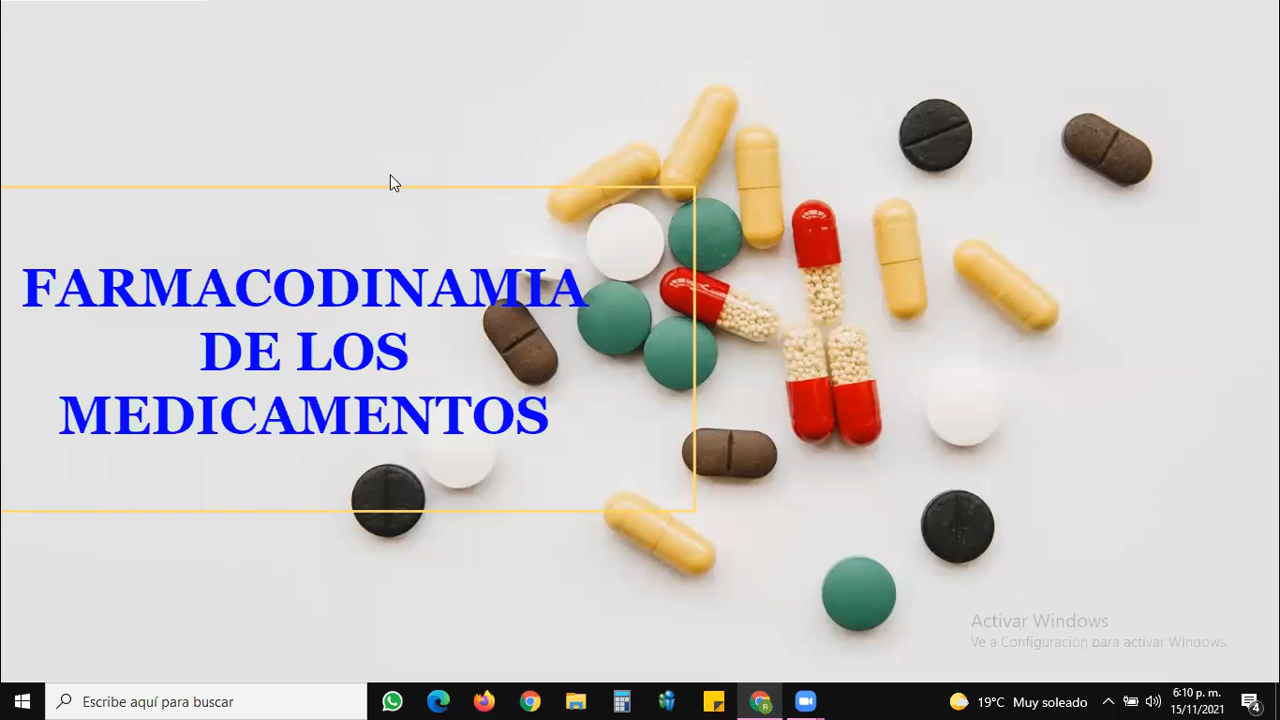 FARMACODINAMIA
DE LOS
MEDICAMENTOS
Activar Windows
Ve a Configuración para activar Windows.
Escribe aquí para buscar
19°C Muy soleado
6:10 p. m.
15/11/2021
4